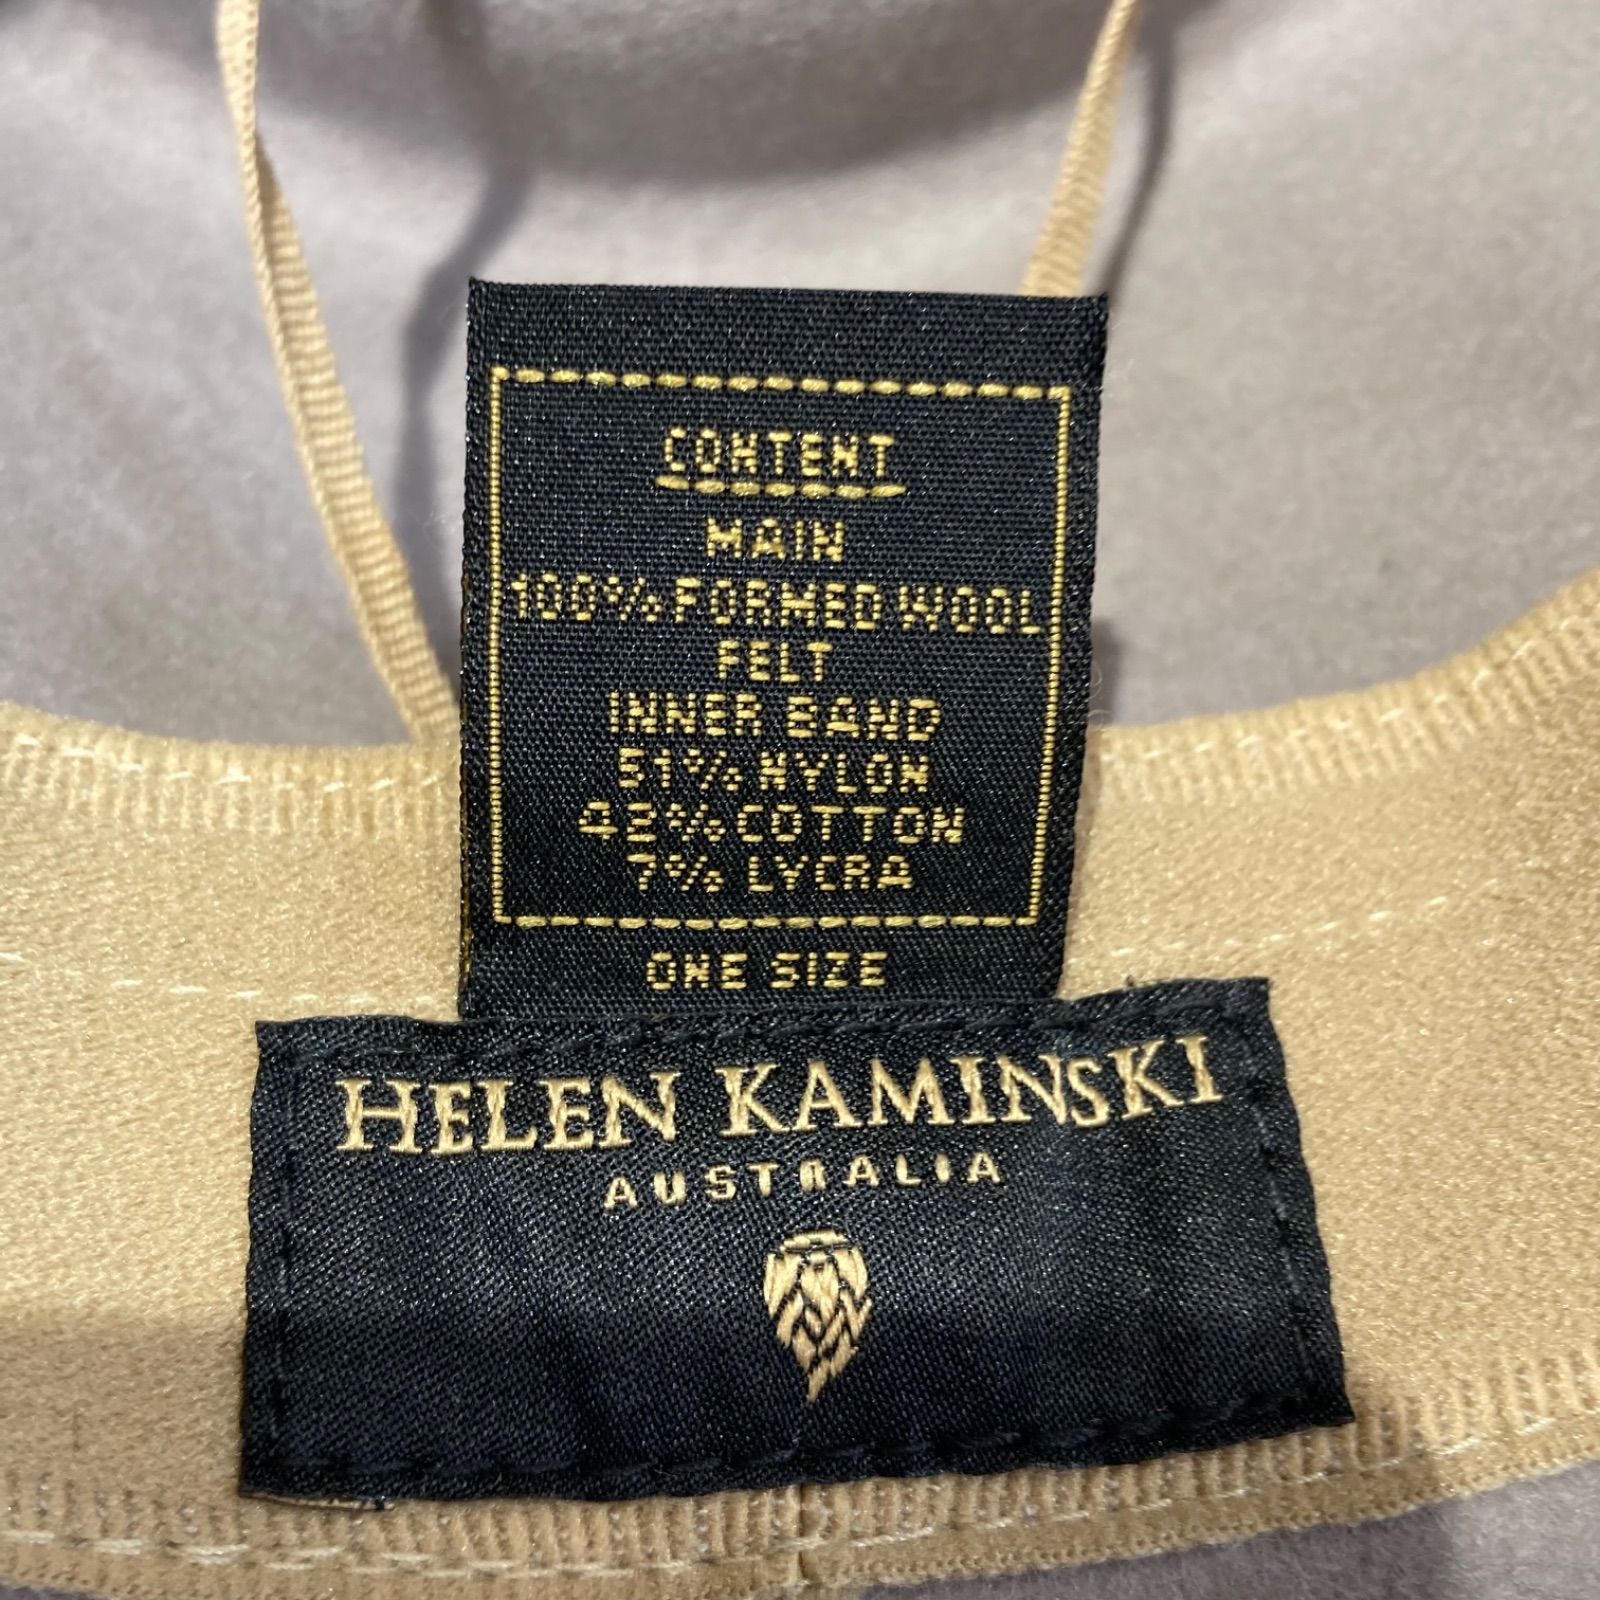 CONTENT
MAIN
100% FORMED WOOL
FELT
INNER BAND
51% NYLON
42% COTTON
7% LYCRA
ONE SIZE
HELEN KAMINSKI
AUSTRALIA